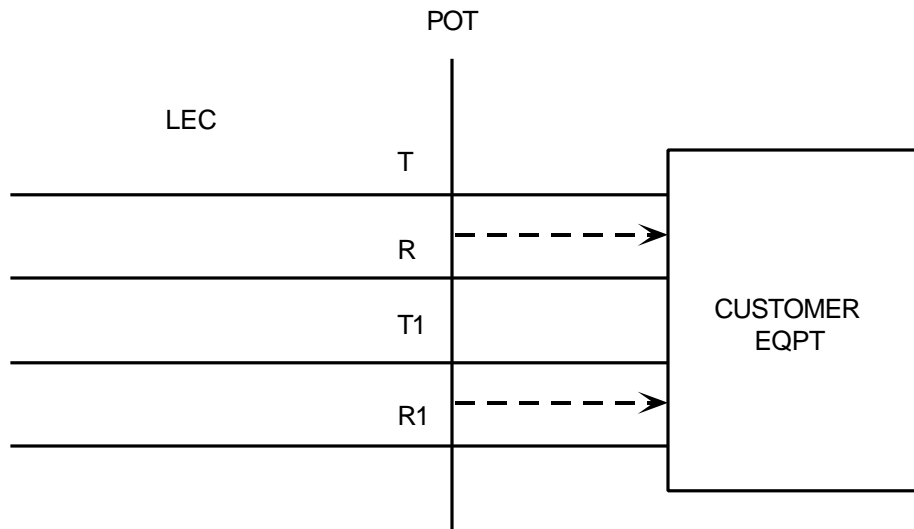 POT
LEC
T
R
T1
R1
CUSTOMER
EQPT